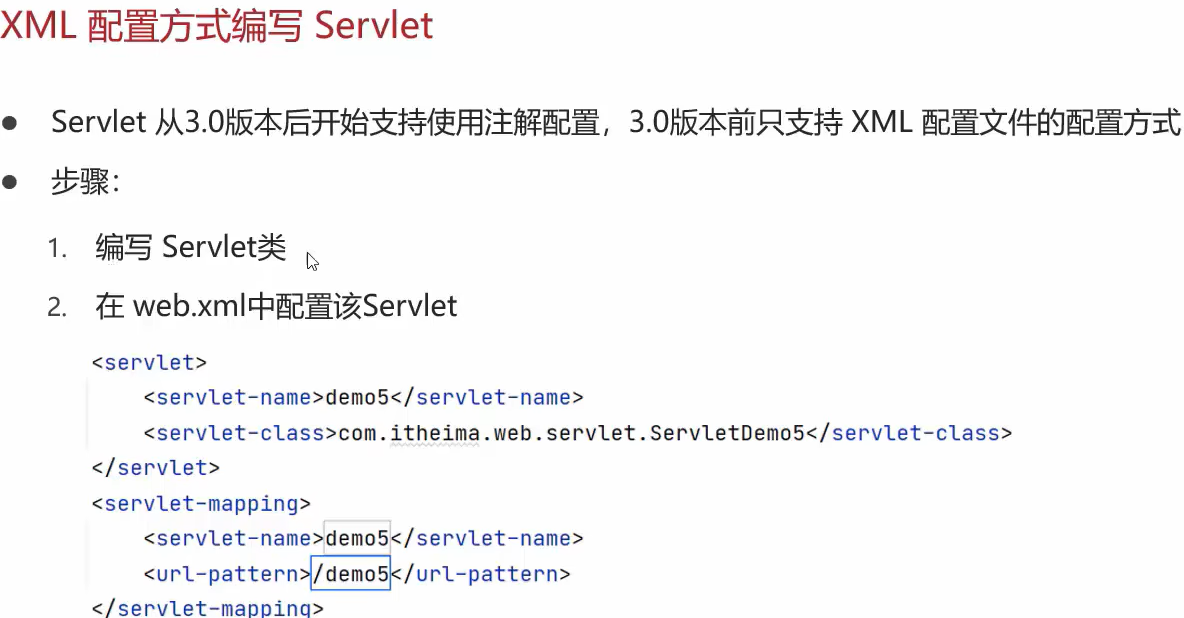 XML 配置方式编写 Servlet
● Servlet 从3.0版本后开始支持使用注解配置，3.0版本前只支持 XML 配置文件的配置方式
● 步骤：
1. 编写 Servlet类
2. 在 web.xml中配置该Servlet
<servlet>
<servlet-name>demo5</servlet-name>
<servlet-class>com.itheima.web.servlet.ServletDemo5</servlet-class>
</servlet>
<servlet-mapping>
<servlet-name>demo5</servlet-name>
<url-pattern>/demo5</url-pattern>
</servlet-mapping>